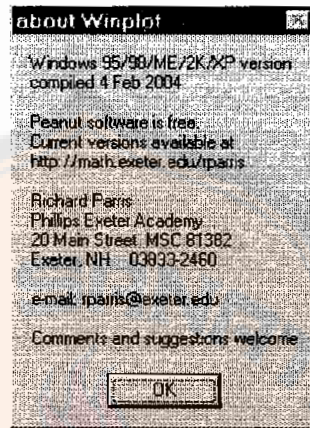 about Winplot
Windows 95/98/ME/2K/XP version
compiled 4 Feb 2004
Peanut software is free.
Current versions available at
http://math.exeter.edu/rparris
Richard Parris
Phillips Exeter Academy
20 Main Street MSC 81382
Exeter, NH 03833-2460
e-mail: rparris@exeter.edu
Comments and suggestions welcome
OK